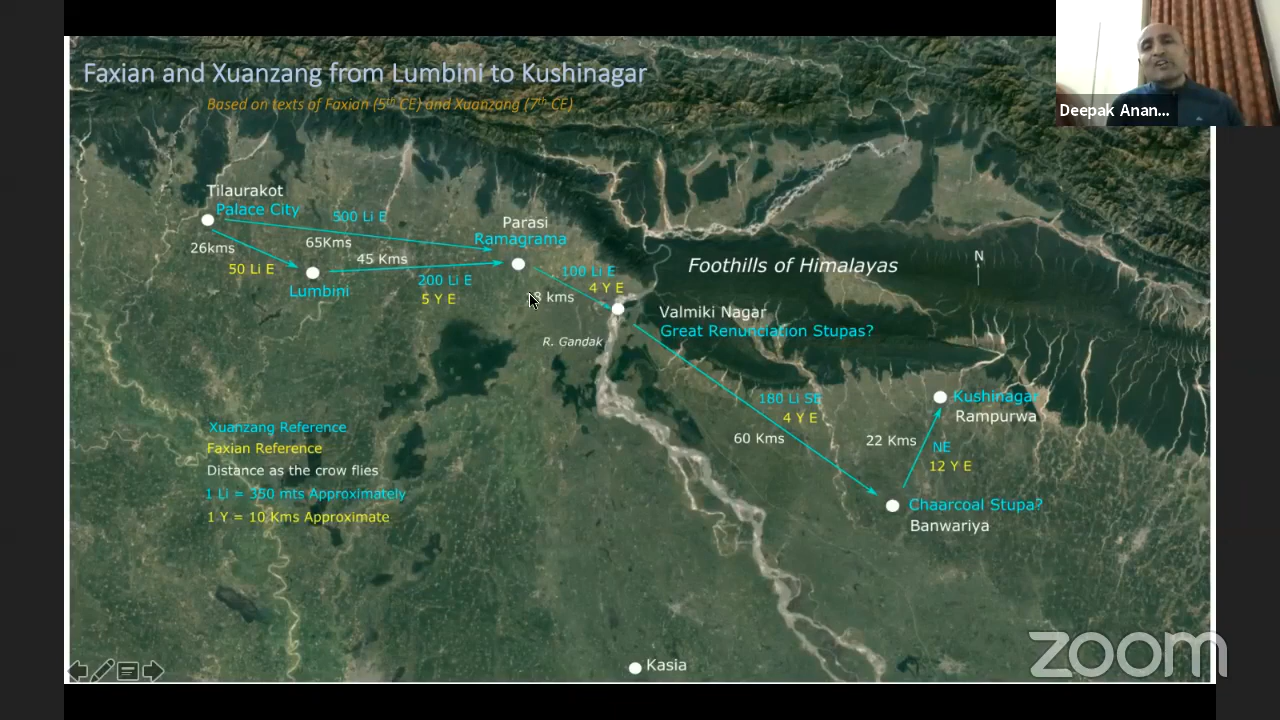 Faxian and Xuanzang from Lumbini to Kushinagar
Based on texts of Faxian (5th CE) and Xuanzang (7th CE)
Deepak Anan...
Tilaurakot
Palace City
500 Li E
26kms
65Kms
50 Li E
Lumbini
45 Kms
200 Li E
5 Y E
Parasi
Ramagrama
100 Li E
4 Y E
8 kms
R. Gandak
Foothills of Himalayas
N
Valmiki Nagar
Great Renunciation Stupas?
180 Li SE
4 Y E
60 Kms
Kushinagar
Rampurwa
22 Kms
NE
12 Y E
Chaarcoal Stupa?
Banwariya
Xuanzang Reference
Faxian Reference
Distance as the crow flies
1 Li = 350 mts Approximately
1 Y = 10 Kms Approximate
Kasia
zoom